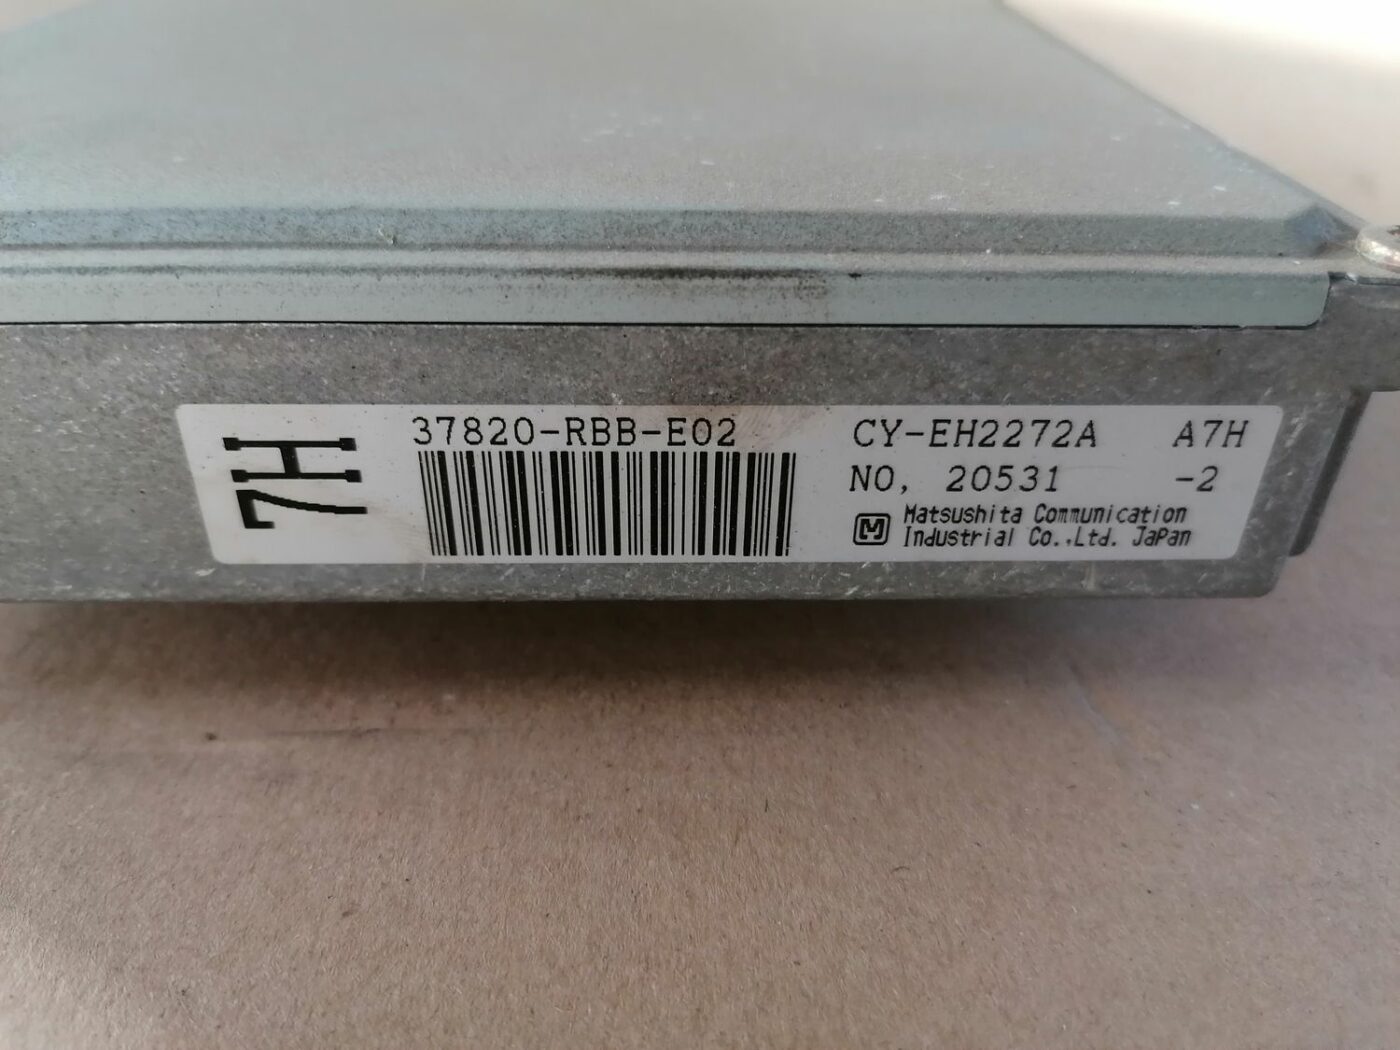 7H
37820-RBB-E02
CY-EH2272A A7H
NO, 20531 -2
M Matsushita Communication
Industrial Co.,Ltd. JaPan